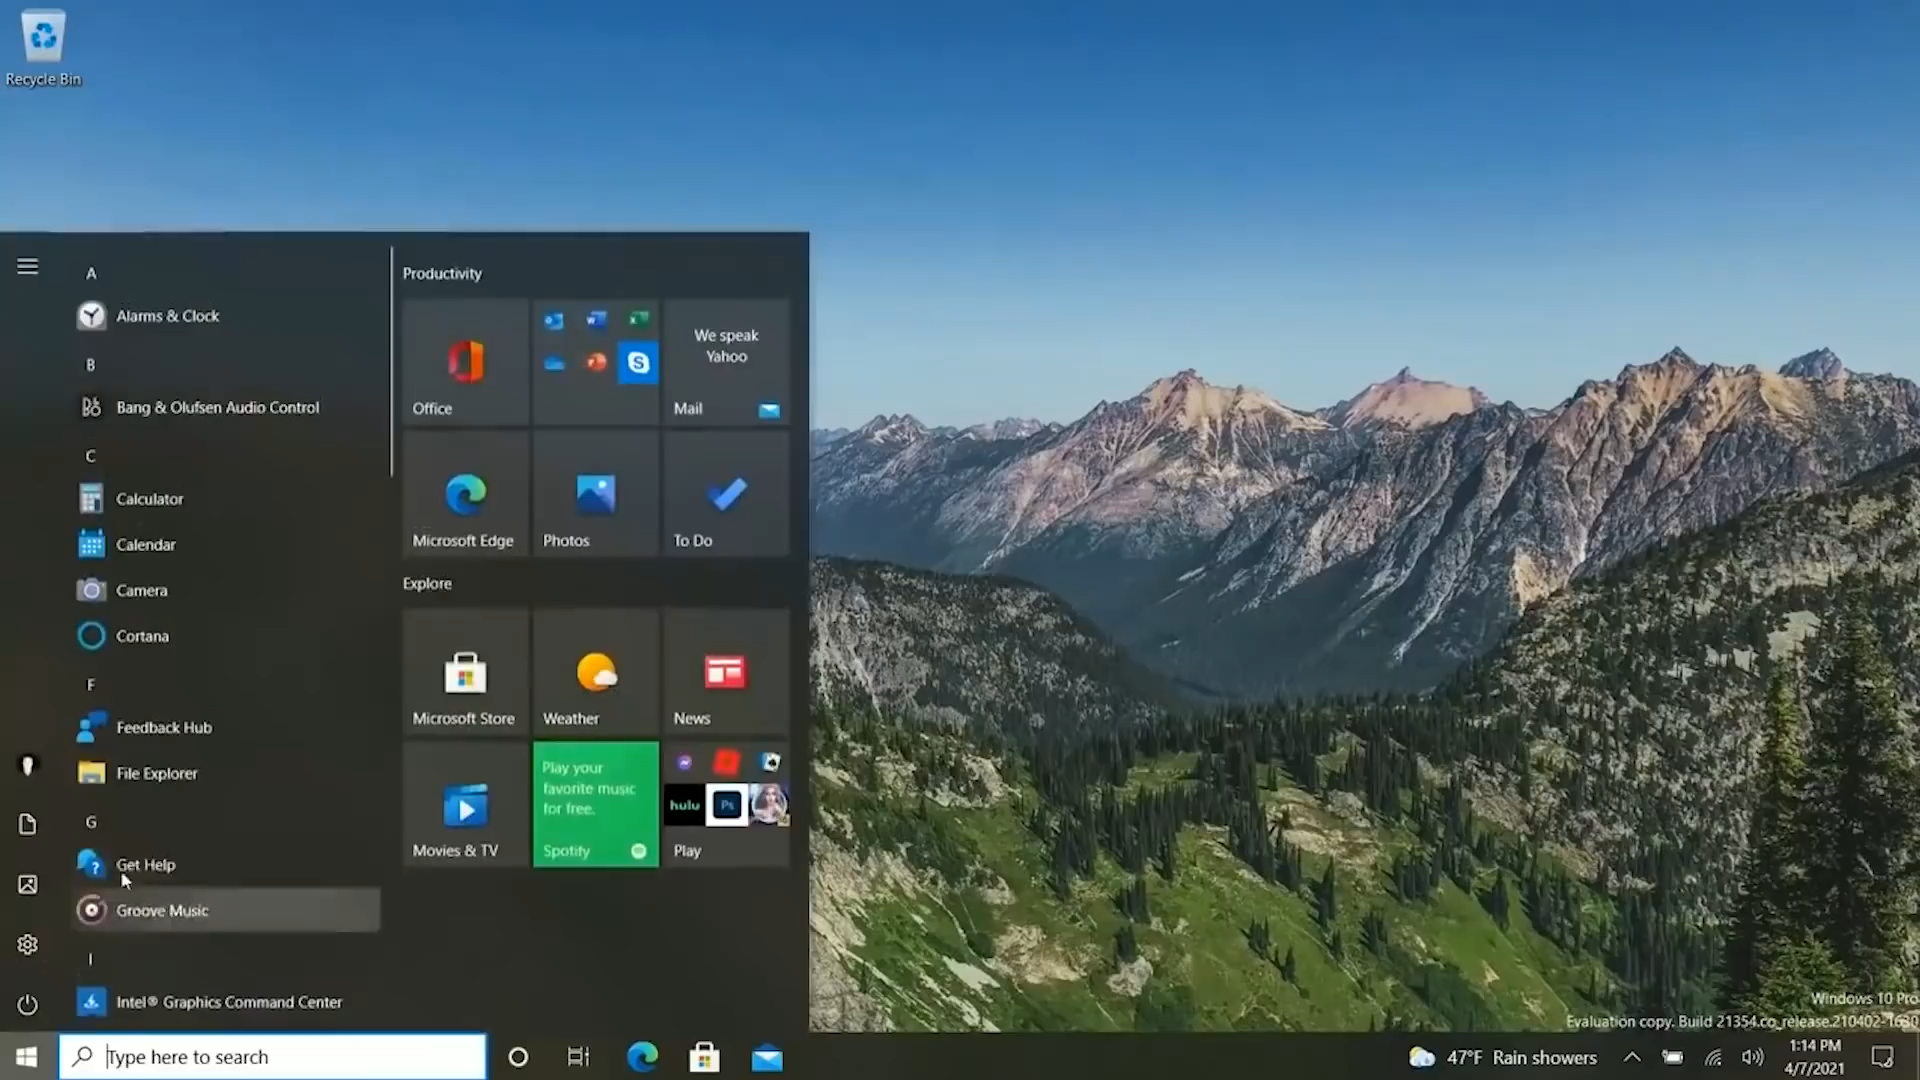 Recycle Bin
A
Alarms & Clock
B
Bang & Olufsen Audio Control
C
Calculator
Calendar
Camera
Cortana
F
Feedback Hub
File Explorer
G
Get Help
Groove Music
I
Intel® Graphics Command Center
Productivity
Office
We speak
Yahoo
Mail
Microsoft Edge
Photos
To Do
Explore
Microsoft Store
Weather
News
Movies & TV
Play your
favorite music
for free.
Spotify
hulu
Ps
Play
Windows 10 Pro
Evaluation copy. Build 21354.co_release.210402-1630
Type here to search
47°F Rain showers
1:14 PM
4/7/2021